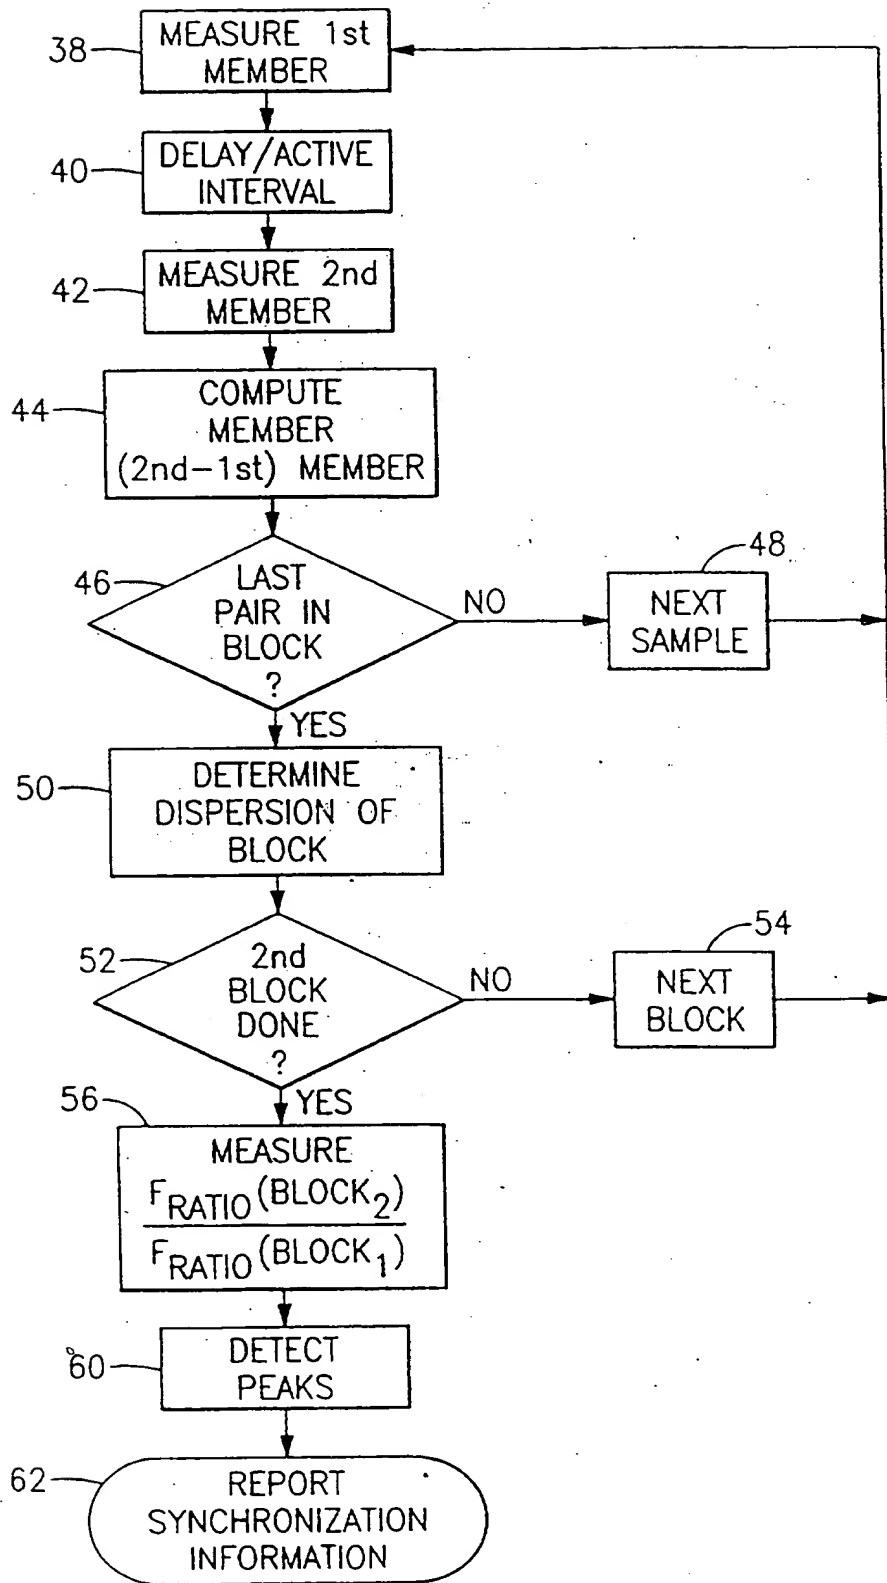 38
MEASURE 1st
MEMBER
40
DELAY/ACTIVE
INTERVAL
42
MEASURE 2nd
MEMBER
44
COMPUTE
MEMBER
(2nd-1st) MEMBER
46
LAST
PAIR IN
BLOCK
?
NO
48
NEXT
SAMPLE
YES
50
DETERMINE
DISPERSION OF
BLOCK
52
2nd
BLOCK
DONE
?
NO
54
NEXT
BLOCK
YES
56
MEASURE
FRATIO(BLOCK2)
FRATIO(BLOCK1)
60
DETECT
PEAKS
62
REPORT
SYNCHRONIZATION
INFORMATION